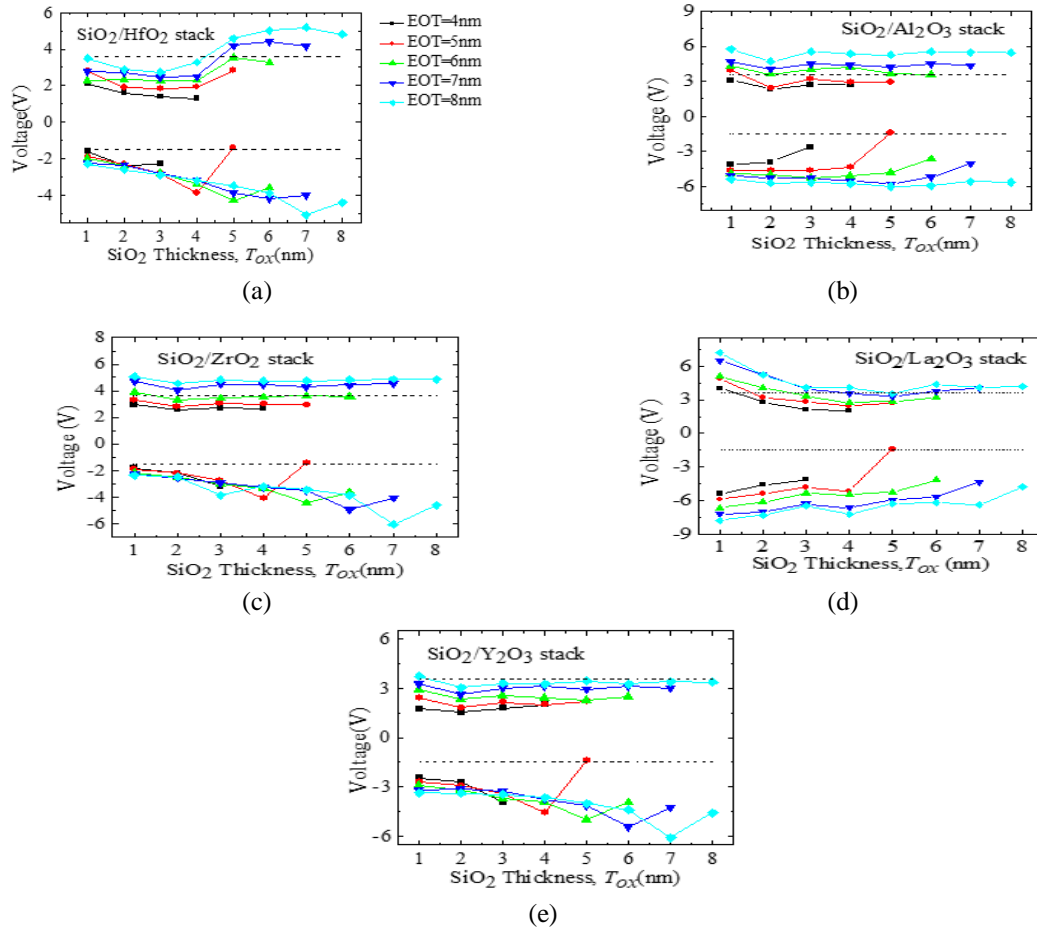 SiO2/HfO2 stack
EOT=4nm
EOT=5nm
EOT=6nm
EOT=7nm
EOT=8nm
6
4
2
0
-2
-4
Voltage(V)
1 2 3 4 5 6 7 8
SiO2 Thickness, Tox(nm)
(a)
SiO2/Al2O3 stack
9
6
3
0
-3
-6
Voltage (V)
1 2 3 4 5 6 7 8
SiO2 Thickness, Tox(nm)
(b)
SiO2/ZrO2 stack
8
6
4
2
0
-2
-4
-6
Voltage (V)
1 2 3 4 5 6 7 8
SiO2 Thickness, Tox(nm)
(c)
SiO2/La2O3 stack
6
3
0
-3
-6
-9
Voltage (V)
1 2 3 4 5 6 7 8
SiO2 Thickness,Tox (nm)
(d)
SiO2/Y2O3 stack
6
3
0
-3
-6
Voltage(V)
1 2 3 4 5 6 7 8
SiO2 Thickness, Tox(nm)
(e)